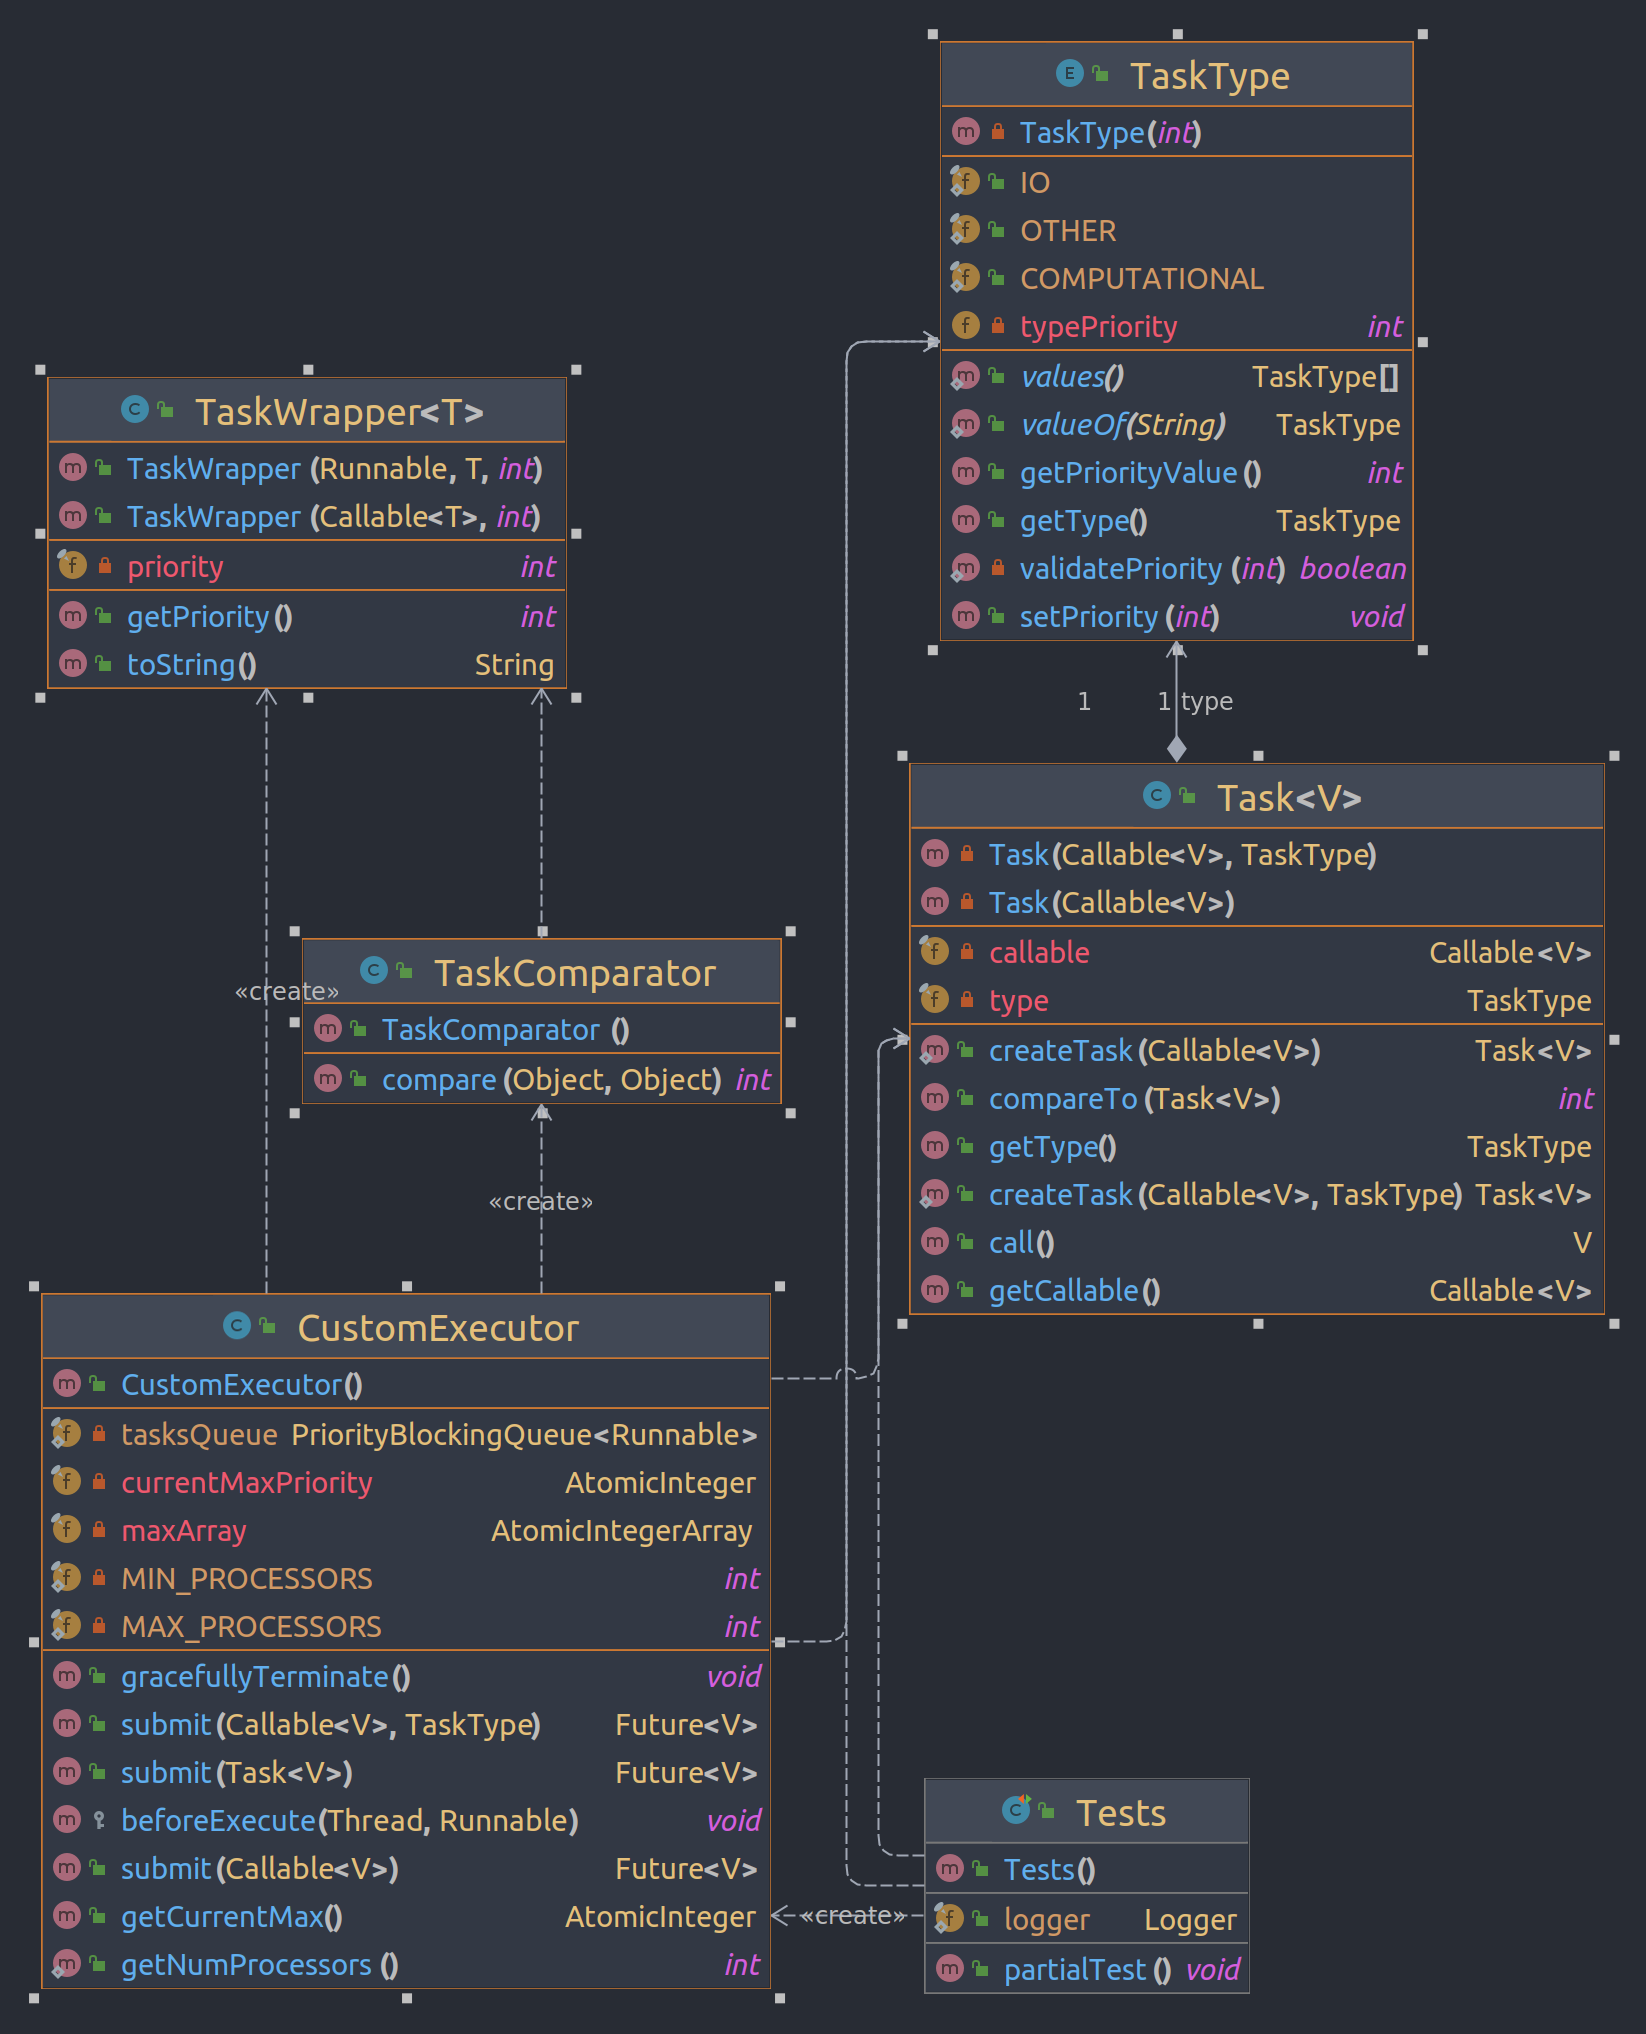 TaskType
TaskType(int)
IO
OTHER
COMPUTATIONAL
typePriority int
values() TaskType[]
valueOf(String) TaskType
getPriorityValue() int
getType() TaskType
validatePriority(int) boolean
setPriority(int) void
TaskWrapper<T>
TaskWrapper(Runnable, T, int)
TaskWrapper(Callable<T>, int)
priority int
getPriority() int
toString() String
1 1 type
Task<V>
Task(Callable<V>, TaskType)
Task(Callable<V>)
callable Callable<V>
type TaskType
createTask(Callable<V>) Task<V>
compareTo(Task<V>) int
getType() TaskType
createTask(Callable<V>, TaskType) Task<V>
call() V
getCallable() Callable<V>
«create»
TaskComparator
TaskComparator()
compare(Object, Object) int
«create»
CustomExecutor
CustomExecutor()
tasksQueue PriorityBlockingQueue<Runnable>
currentMaxPriority AtomicInteger
maxArray AtomicIntegerArray
MIN_PROCESSORS int
MAX_PROCESSORS int
gracefullyTerminate() void
submit(Callable<V>, TaskType) Future<V>
submit(Task<V>) Future<V>
beforeExecute(Thread, Runnable) void
submit(Callable<V>) Future<V>
getCurrentMax() AtomicInteger
getNumProcessors() int
«create»
Tests
Tests()
logger Logger
partialTest() void